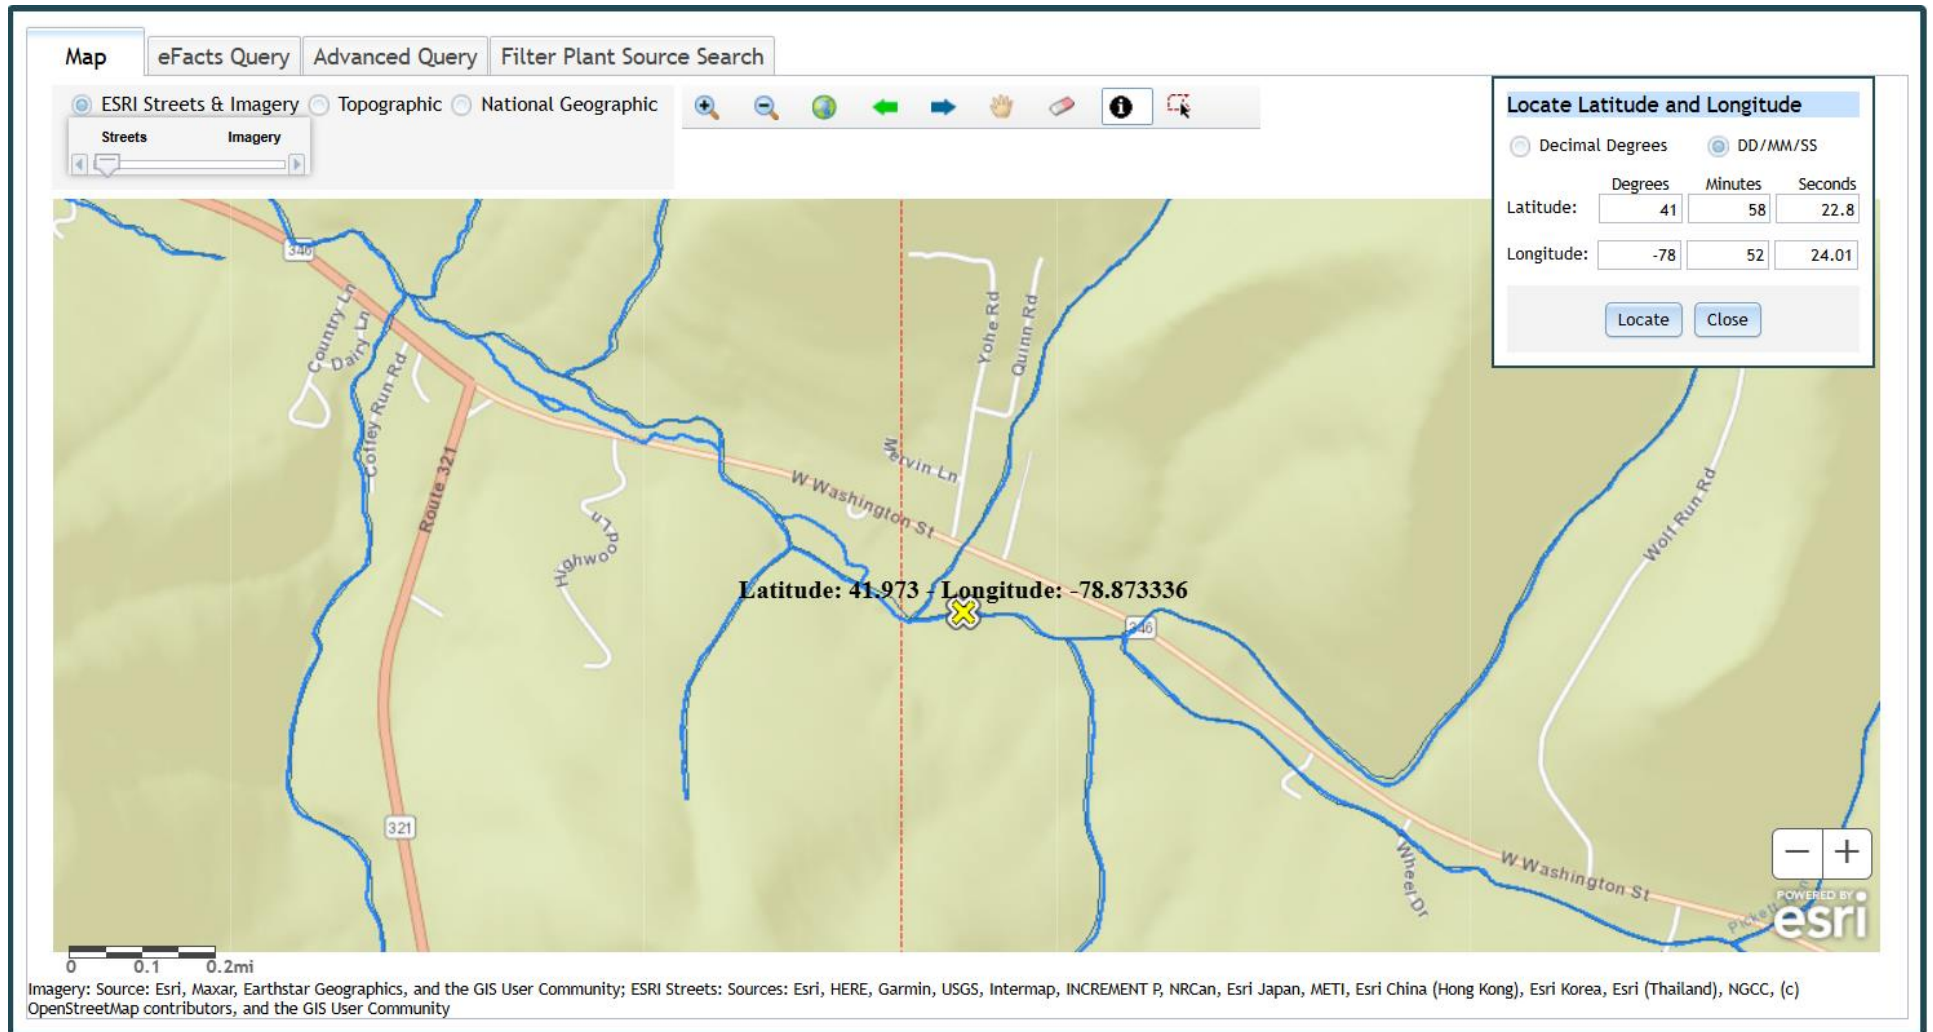 Map
eFacts Query
Advanced Query
Filter Plant Source Search
ESRI Streets & Imagery
Topographic
National Geographic
Streets
Imagery
Locate Latitude and Longitude
Decimal Degrees
DD/MM/SS
Degrees Minutes Seconds
Latitude: 41 58 22.8
Longitude: -78 52 24.01
Locate
Close
346
Country Ln
Dairy Ln
Coffey Run Rd
Route 321
Highwood Ln
Yohe Rd
Quinn Rd
Mervin Ln
W Washington St
Wolf Run Rd
Latitude: 41.973 - Longitude: -78.873336
346
321
Wheel Dr
W Washington St
Pickett
− +
POWERED BY
esri
0 0.1 0.2mi
Imagery: Source: Esri, Maxar, Earthstar Geographics, and the GIS User Community; ESRI Streets: Sources: Esri, HERE, Garmin, USGS, Intermap, INCREMENT P, NRCan, Esri Japan, METI, Esri China (Hong Kong), Esri Korea, Esri (Thailand), NGCC, (c)
OpenStreetMap contributors, and the GIS User Community